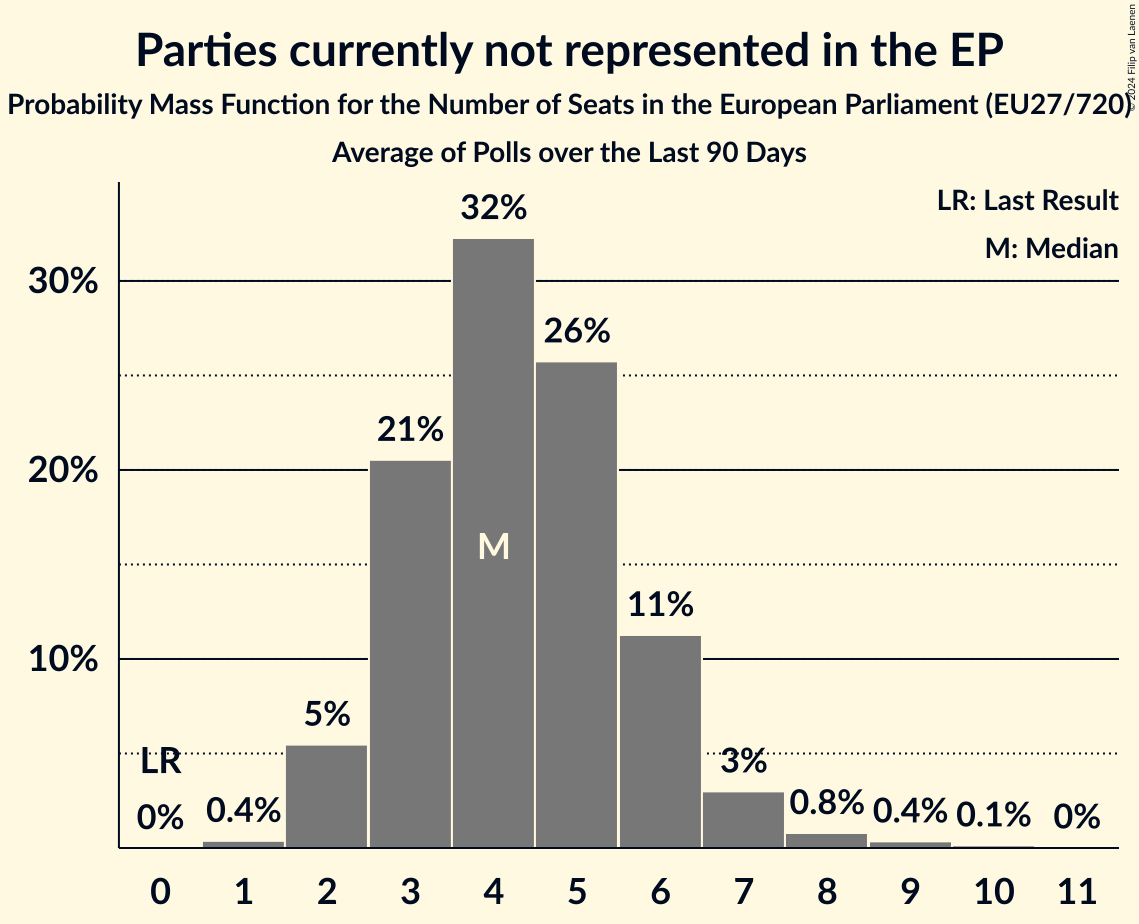 Parties currently not represented in the EP
Probability Mass Function for the Number of Seats in the European Parliament (EU27/720)
Average of Polls over the Last 90 Days
© 2024 Filip van Laenen
LR: Last Result
M: Median
30%
20%
10%
LR
0%
0.4%
5%
21%
32%
M
26%
11%
3%
0.8%
0.4%
0.1%
0%
0 1 2 3 4 5 6 7 8 9 10 11